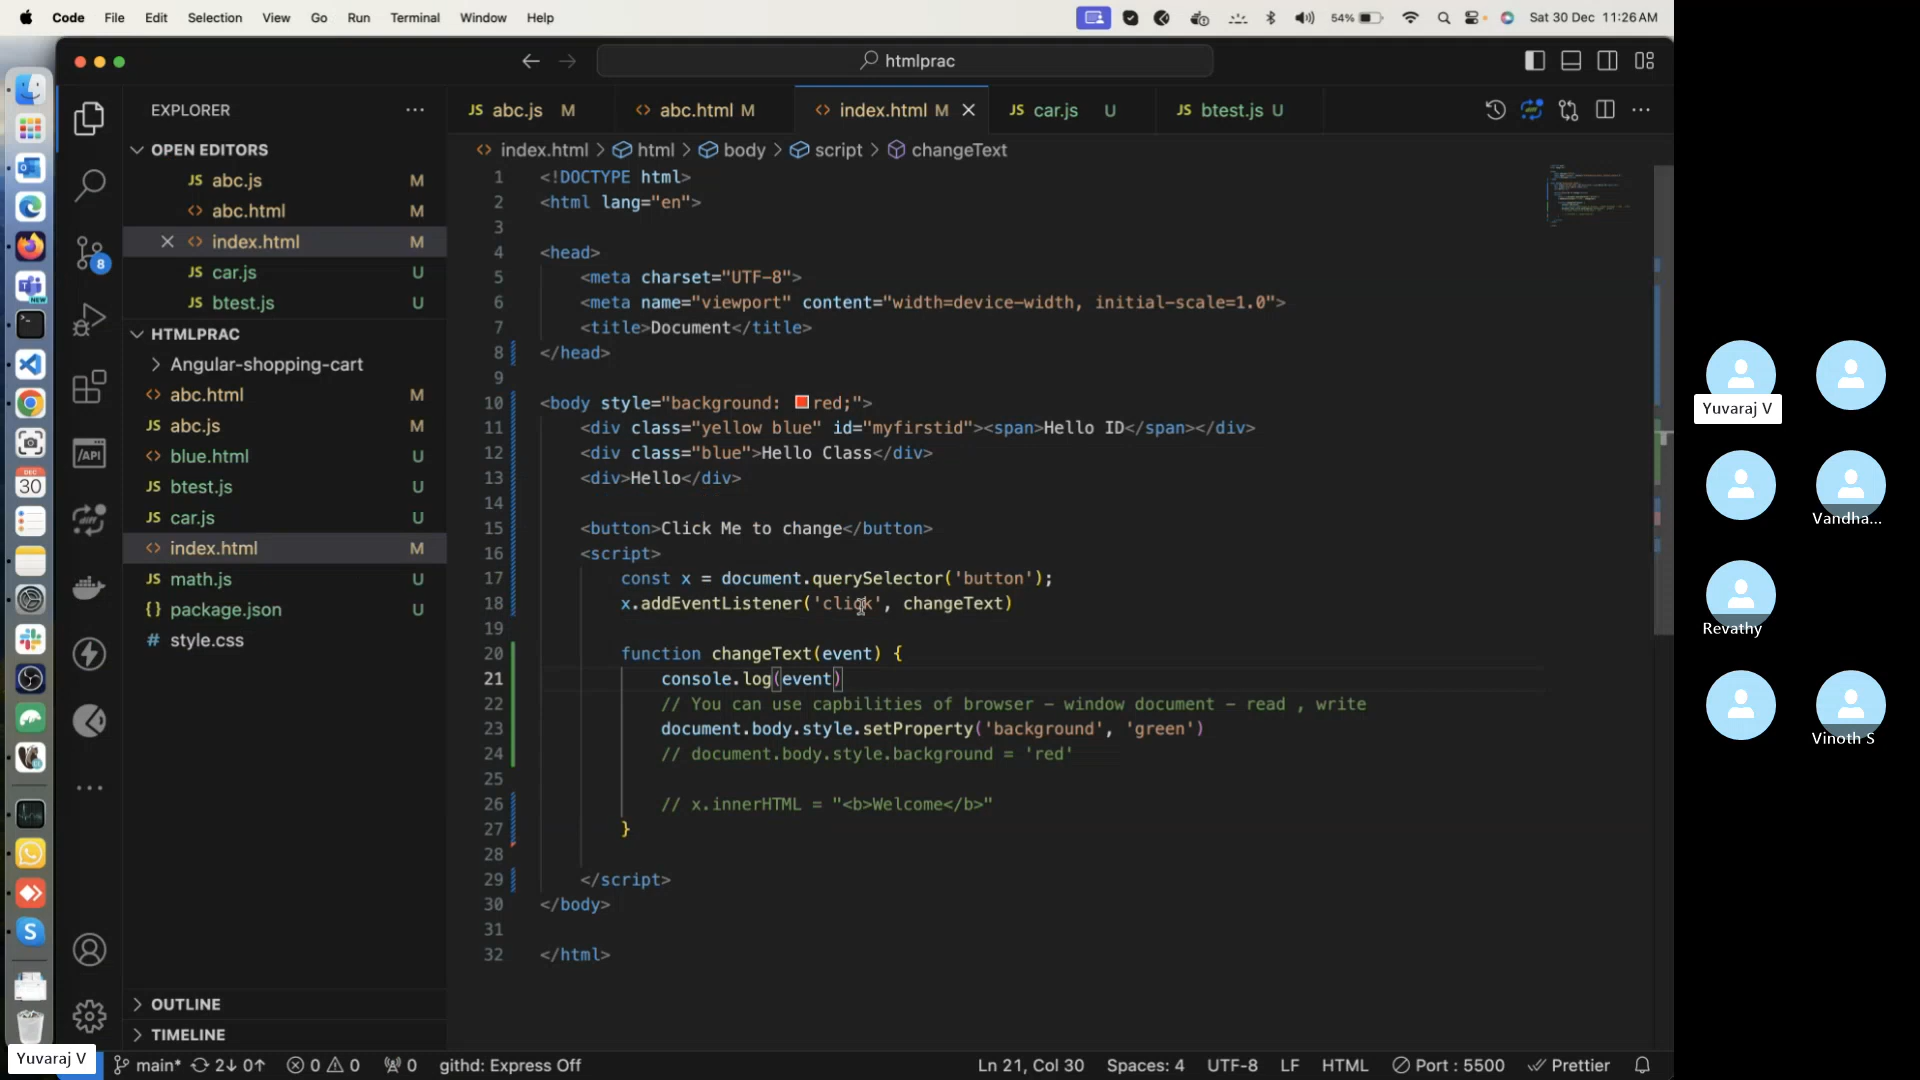 Code File Edit Selection View Go Run Terminal Window Help 54% Sat 30 Dec 11:26 AM
htmlprac
EXPLORER
OPEN EDITORS
abc.js M
abc.html M
index.html M
car.js U
btest.js U
HTMLPRAC
Angular-shopping-cart
abc.html M
abc.js M
blue.html U
btest.js U
car.js U
index.html M
math.js U
package.json U
style.css
OUTLINE
TIMELINE
8
/API
diff
NEW
DEC
30
abc.js M abc.html M index.html M car.js U btest.js U
index.html > html > body > script > changeText
1 <!DOCTYPE html>
2 <html lang="en">
3
4 <head>
5 <meta charset="UTF-8">
6 <meta name="viewport" content="width=device-width, initial-scale=1.0">
7 <title>Document</title>
8 </head>
9
10 <body style="background: red;">
11 <div class="yellow blue" id="myfirstid"><span>Hello ID</span></div>
12 <div class="blue">Hello Class</div>
13 <div>Hello</div>
14
15 <button>Click Me to change</button>
16 <script>
17 const x = document.querySelector('button');
18 x.addEventListener('click', changeText)
19
20 function changeText(event) {
21 console.log(event)
22 // You can use capbilities of browser - window document - read , write
23 document.body.style.setProperty('background', 'green')
24 // document.body.style.background = 'red'
25
26 // x.innerHTML = "<b>Welcome</b>"
27 }
28
29 </script>
30 </body>
31
32 </html>
Yuvaraj V
Vandha...
Revathy
Vinoth S
Yuvaraj V
main* 2↓ 0↑ 0 0 0 githd: Express Off Ln 21, Col 30 Spaces: 4 UTF-8 LF HTML Port : 5500 Prettier